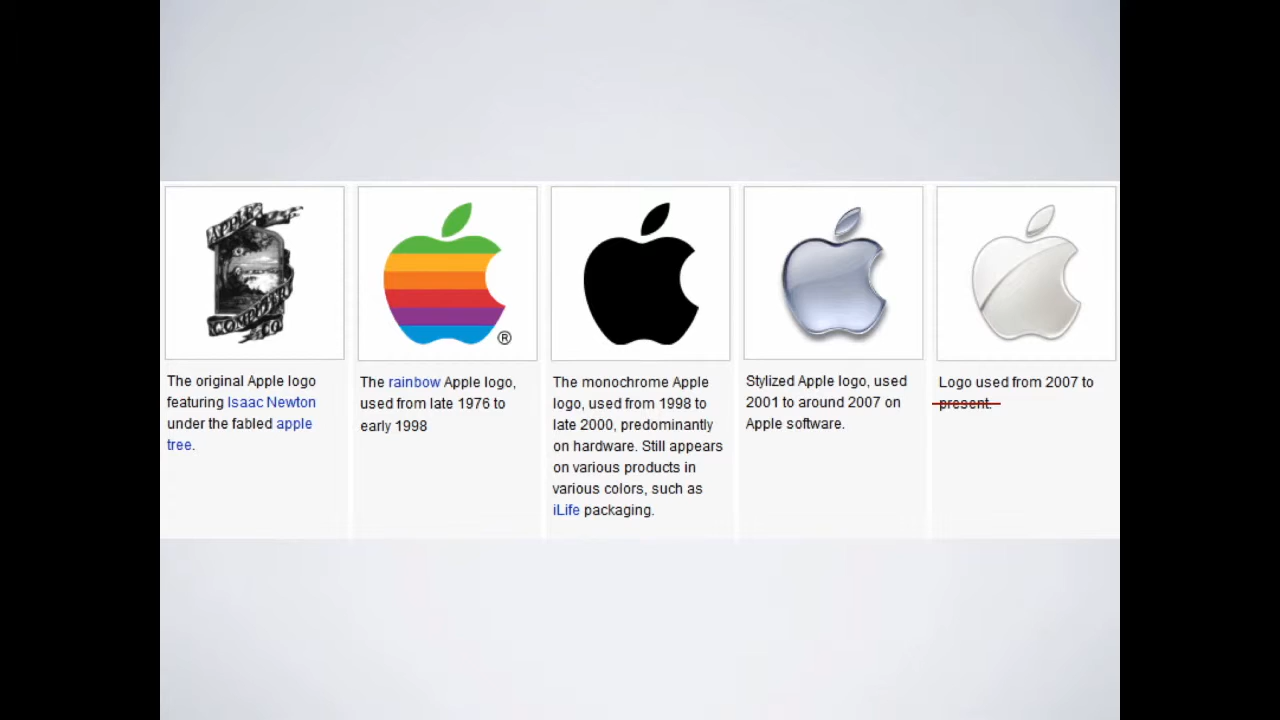 APPLE
COMPUTER
CO
®
The original Apple logo
featuring Isaac Newton
under the fabled apple
tree.
The rainbow Apple logo,
used from late 1976 to
early 1998
The monochrome Apple
logo, used from 1998 to
late 2000, predominantly
on hardware. Still appears
on various products in
various colors, such as
iLife packaging.
Stylized Apple logo, used
2001 to around 2007 on
Apple software.
Logo used from 2007 to
present.